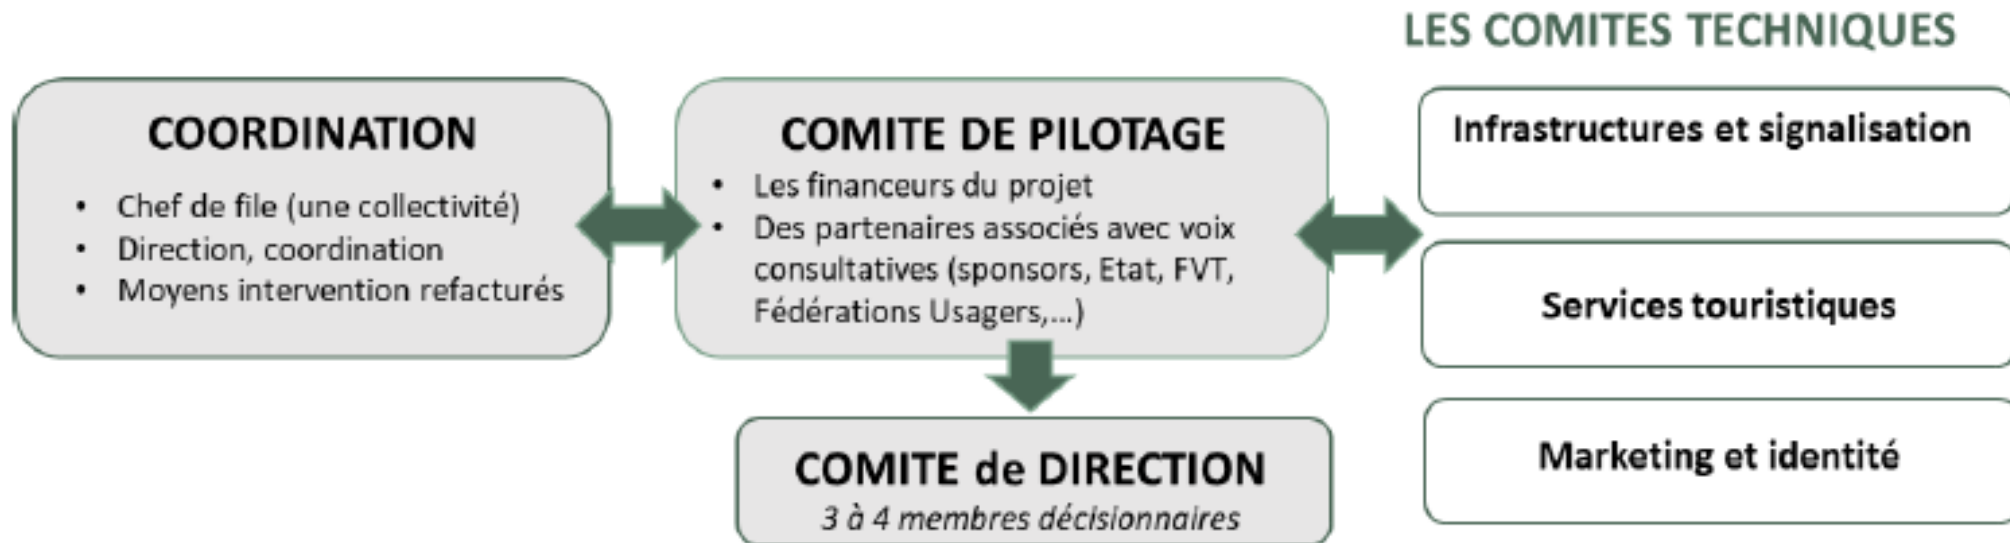 COORDINATION
• Chef de file (une collectivité)
• Direction, coordination
• Moyens intervention refacturés
COMITE DE PILOTAGE
• Les financeurs du projet
• Des partenaires associés avec voix
consultatives (sponsors, Etat, FVT,
Fédérations Usagers,...)
COMITE de DIRECTION
3 à 4 membres décisionnaires
LES COMITES TECHNIQUES
Infrastructures et signalisation
Services touristiques
Marketing et identité